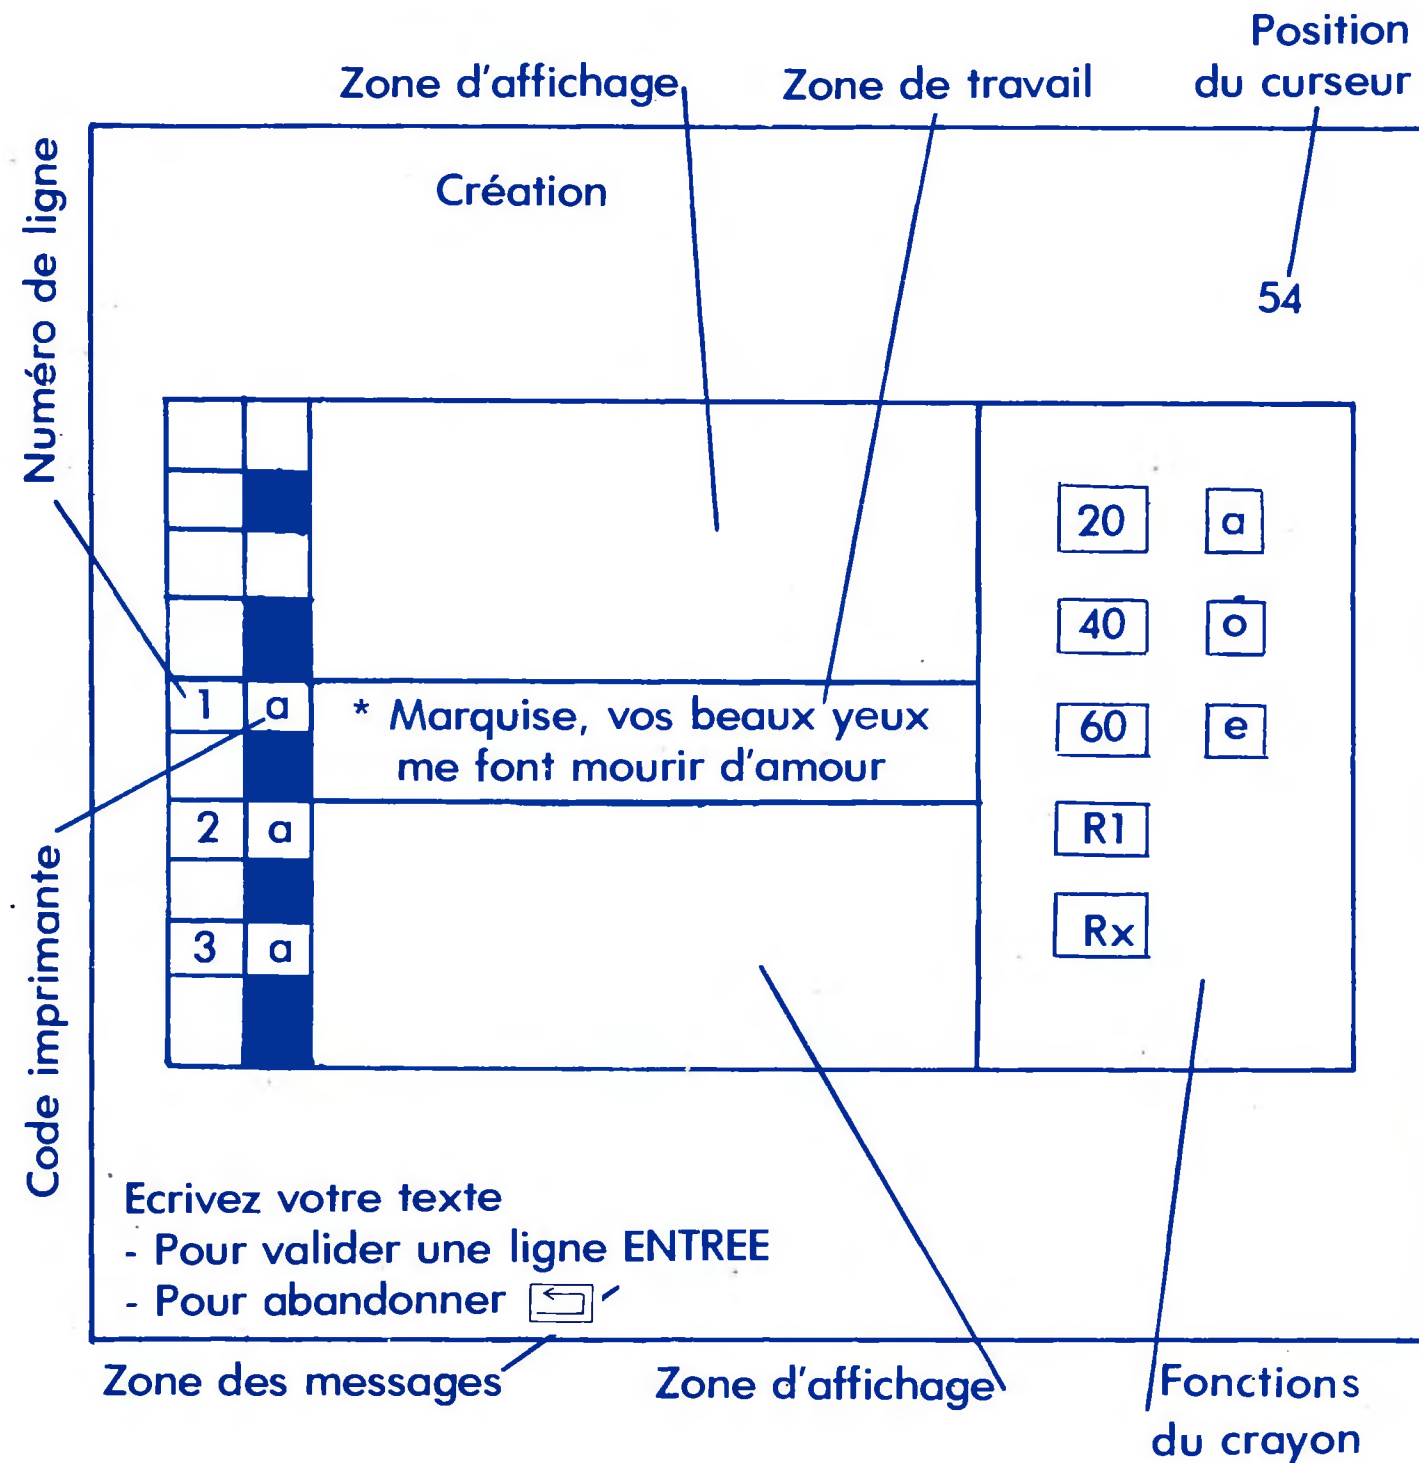 Position
du curseur
Zone d'affichage
Zone de travail
Numéro de ligne
Création
54
20 a
40 ó
60 e
R1
Rx
1 a * Marquise, vos beaux yeux
me font mourir d'amour
2 a
3 a
Code imprimante
Ecrivez votre texte
- Pour valider une ligne ENTREE
- Pour abandonner
Zone des messages
Zone d'affichage
Fonctions
du crayon